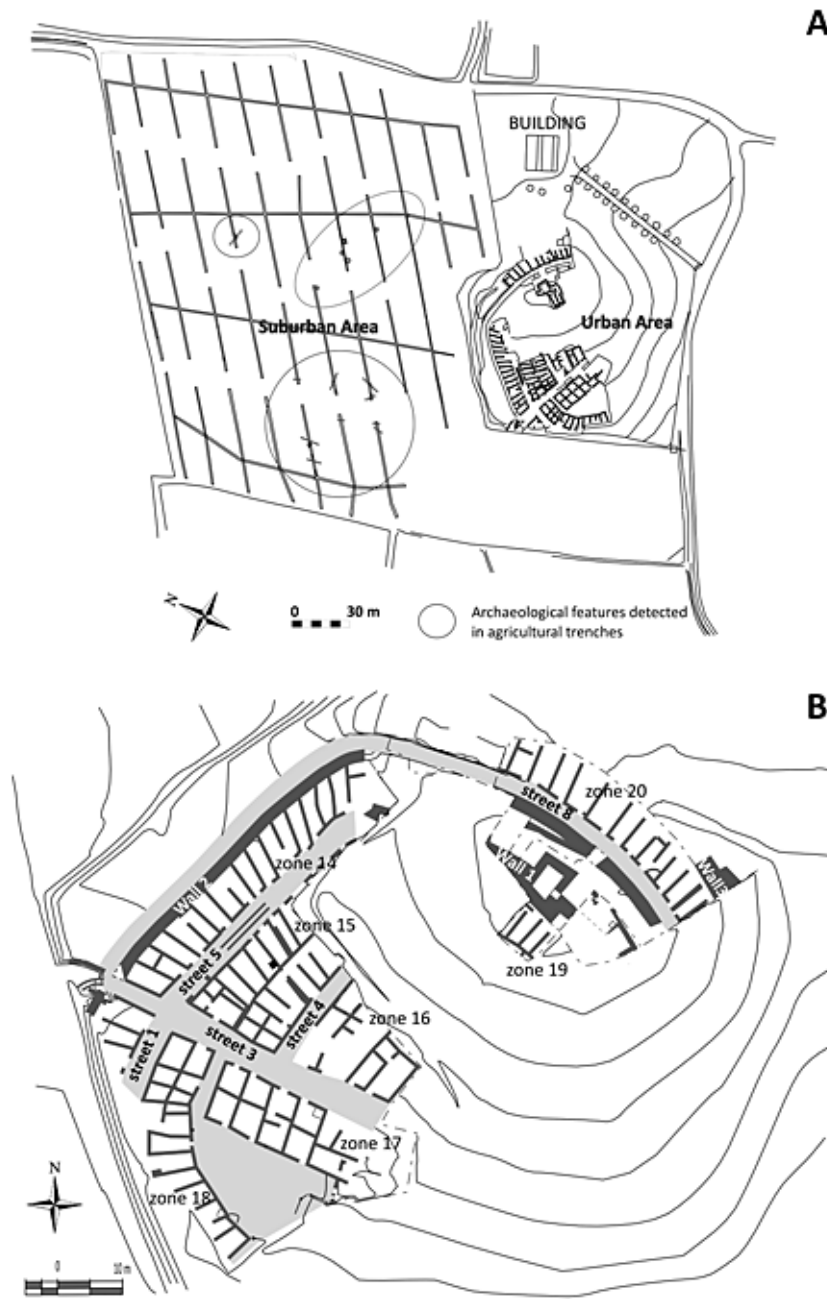 A
BUILDING
Suburban Area
Urban Area
N
0 30 m
Archaeological features detected
in agricultural trenches
B
zone 20
street 8
Wall 1
zone 14
Wall 2
zone 15
street 5
zone 19
zone 16
street 4
street 3
street 1
zone 17
N
zone 18
0 10 m